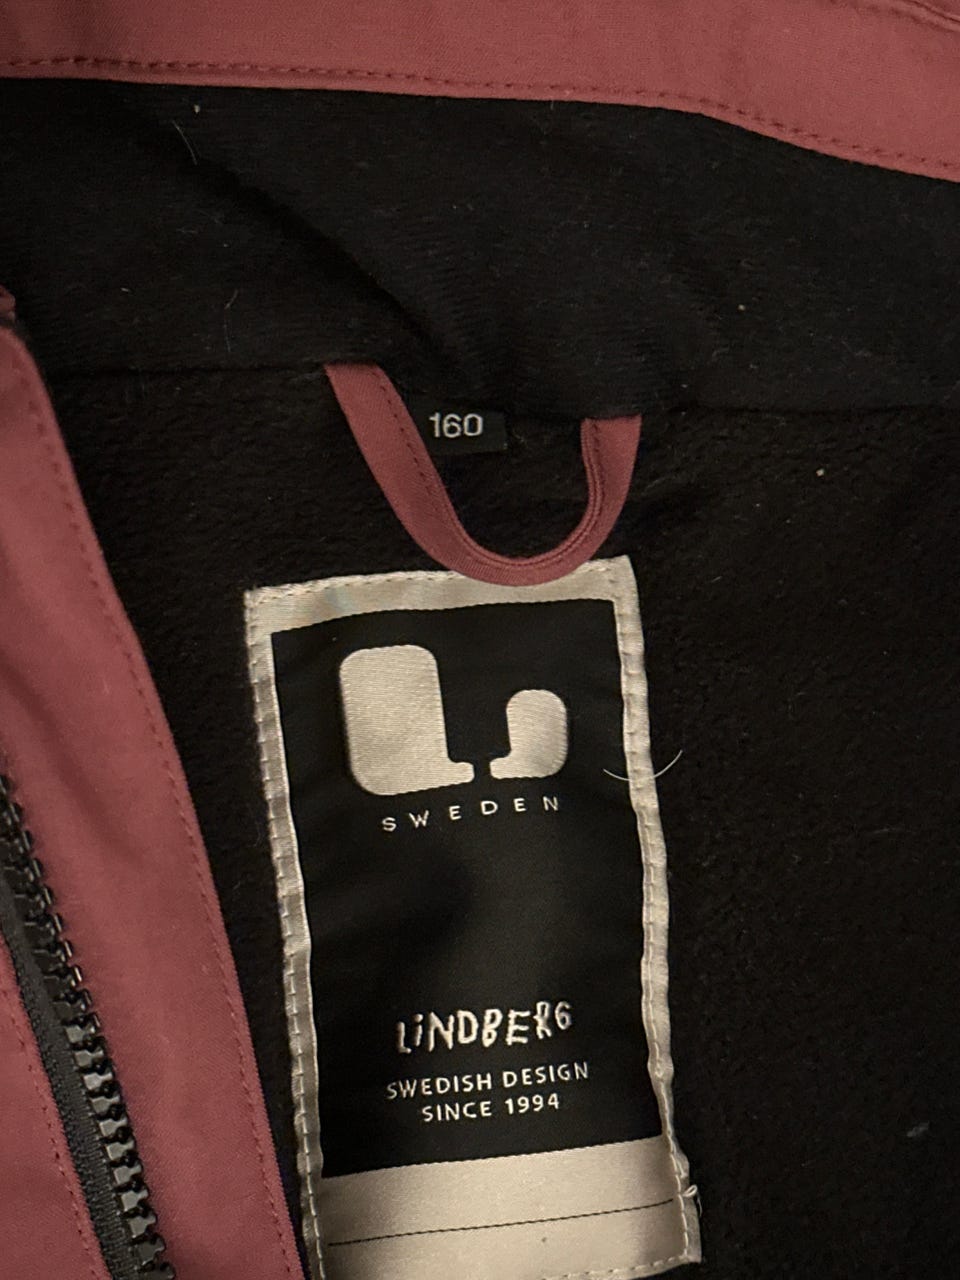 160
SWEDEN
LiNDBERG
SWEDISH DESIGN
SINCE 1994